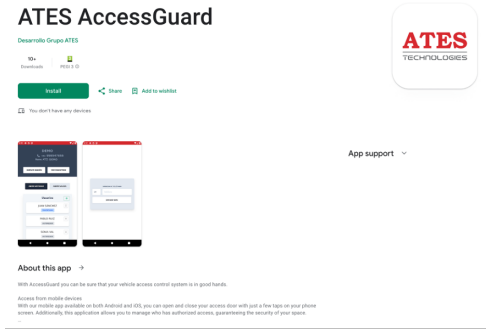 ATES AccessGuard
Desarrollo Grupo ATES
ATES
TECHNOLOGIES
10+
Downloads
PEGI 3
Install
Share
Add to wishlist
You don't have any devices
App support
About this app
With AccessGuard you can be sure that your vehicle access control system is in good hands.
Access from mobile devices
With our mobile app available on both Android and iOS, you can open and close your access door with just a few taps on your phone
screen. Additionally, this application allows you to manage who has authorized access, guaranteeing the security of your space.
...